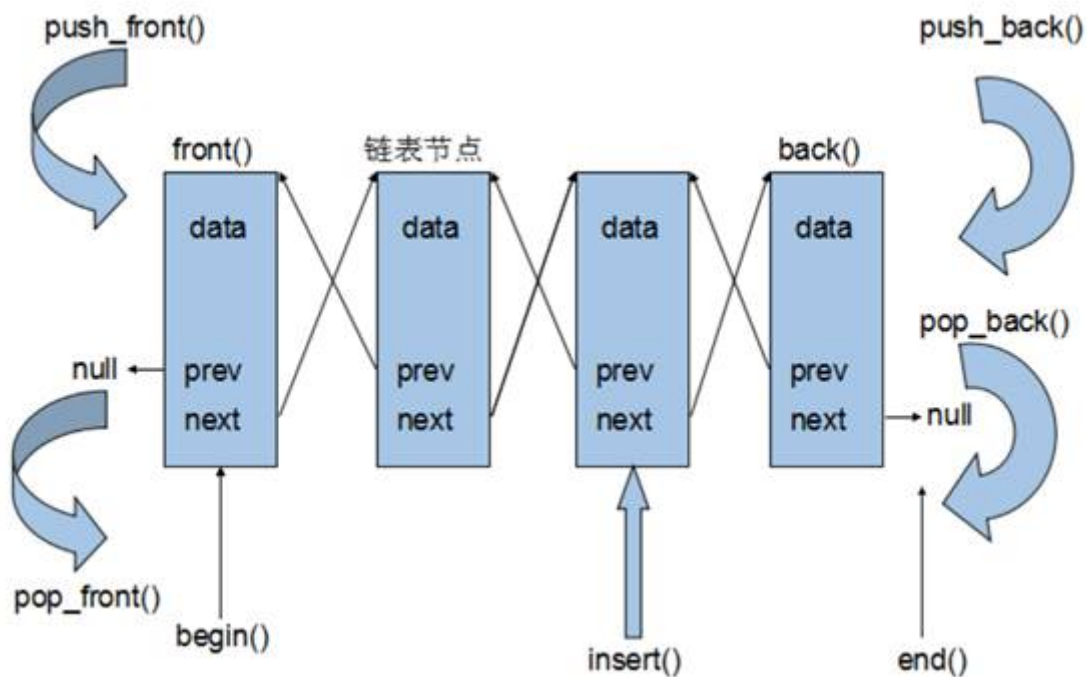 push_front()
push_back()
front()
链表节点
back()
data
data
data
data
pop_back()
null
prev
prev
prev
prev
next
next
next
next
null
pop_front()
begin()
insert()
end()